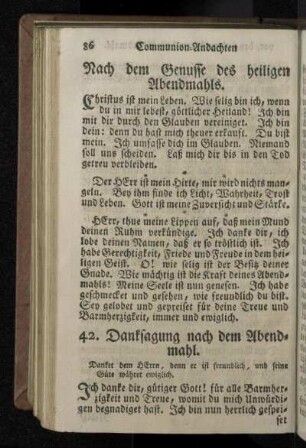 86 Communion-Andachten
Nach dem Genusse des heiligen
Abendmahls.
Christus ist mein Leben. Wie selig bin ich, wenn
du in mir lebest, göttlicher Heiland! Ich bin
mit dir durch den Glauben vereiniget. Ich bin
dein: denn du hast mich theuer erkauft. Du bist
mein. Ich umfasse dich im Glauben. Niemand
soll uns scheiden. Laß mich dir bis in den Tod
getreu verbleiben.
Der HErr ist mein Hirte, mir wird nichts man-
geln. Bey ihm finde ich Licht, Wahrheit, Trost
und Leben. Gott ist meine Zuversicht und Stärke.
HErr, thue meine Lippen auf, daß mein Mund
deinen Ruhm verkündige. Ich danke dir, ich
lobe deinen Namen, daß er so tröstlich ist. Ich
habe Gerechtigkeit, Friede und Freude in dem hei-
ligen Geist. O! wie selig ist der Besitz deiner
Gnade. Wie mächtig ist die Kraft deines Abend-
mahls! Meine Seele ist nun genesen. Ich habe
geschmecket und gesehen, wie freundlich du bist.
Sey gelobet und gepreiset für deine Treue und
Barmherzigkeit, immer und ewiglich.
42. Danksagung nach dem Abend-
mahl.
Danket dem HErrn, denn er ist freundlich, und seine
Güte währet ewiglich.
Ich danke dir, gütiger Gott! für alle Barmher-
zigkeit und Treue, womit du mich Unwürdi-
gen begnadiget hast. Ich bin nun herrlich gespei-
set